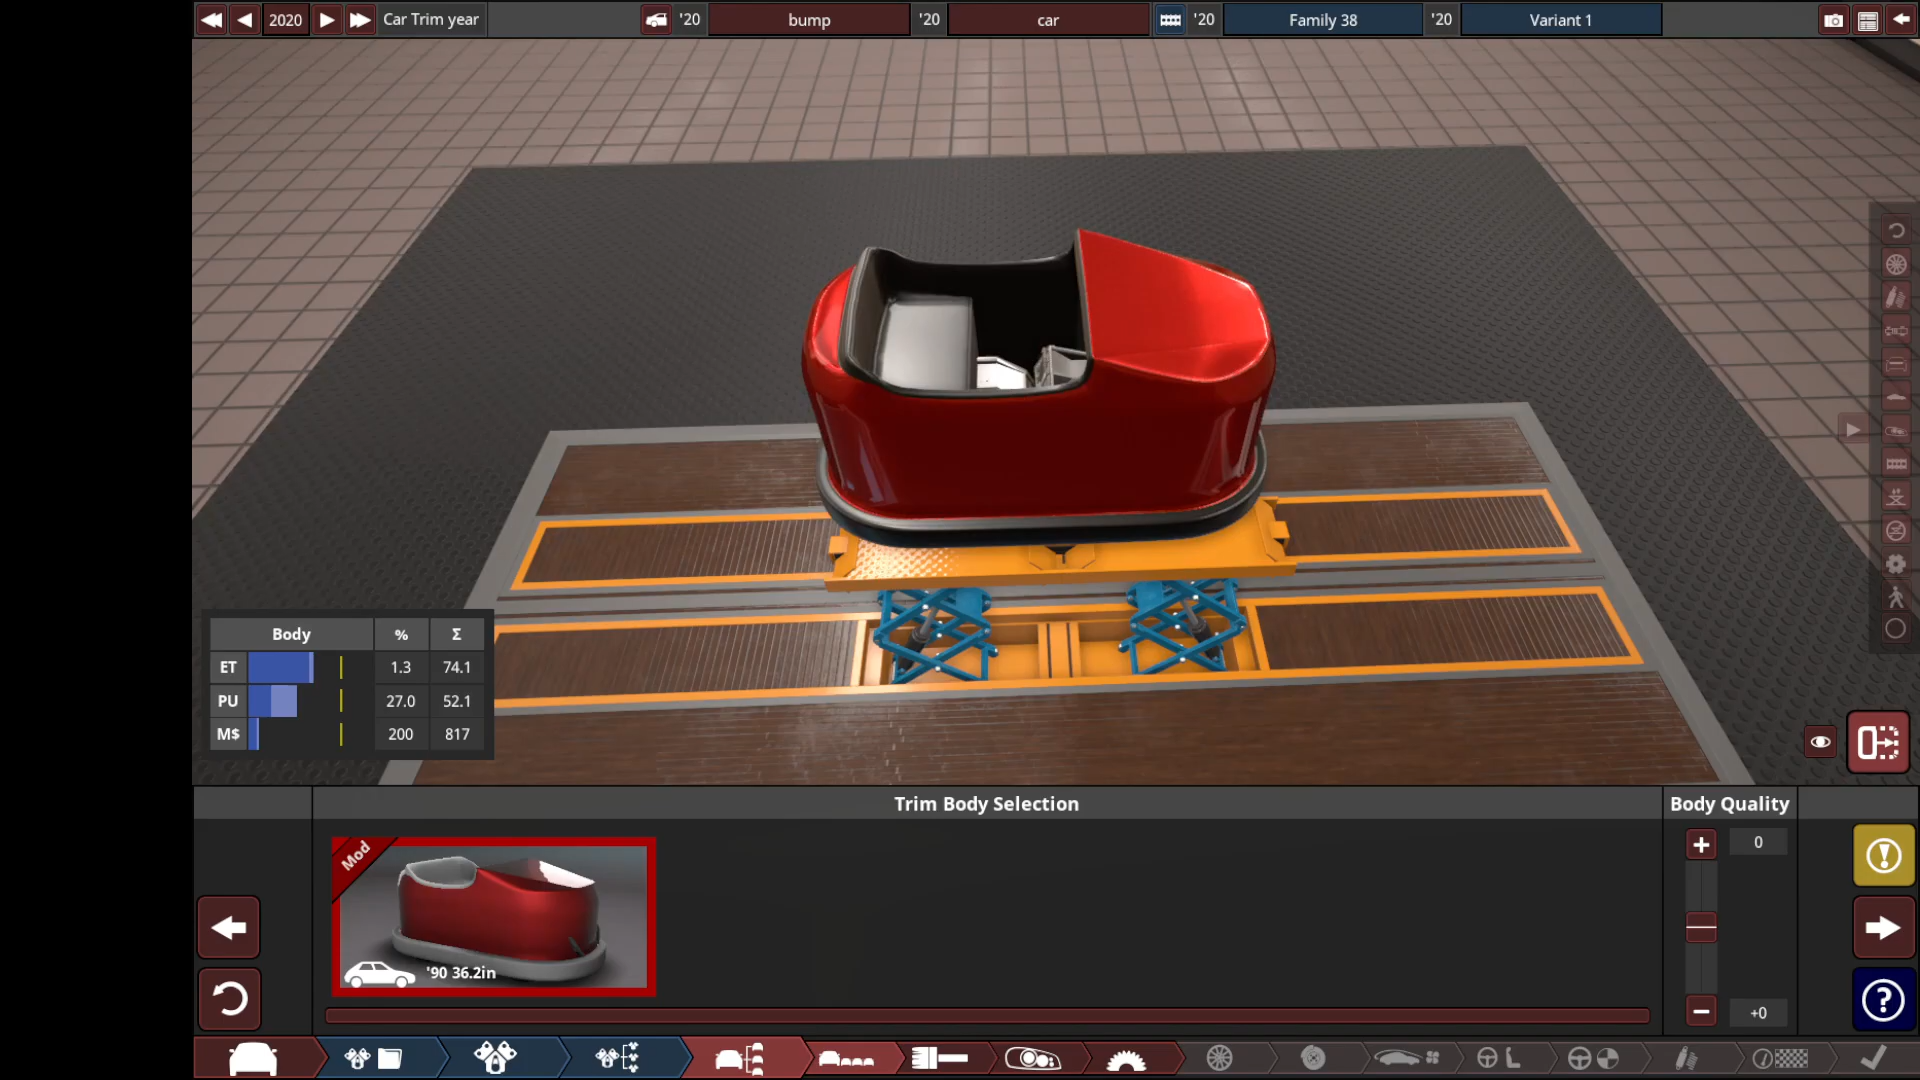 2020 Car Trim year '20 bump '20 car '20 Family 38 '20 Variant 1
Body % Σ
ET 1.3 74.1
PU 27.0 52.1
M$ 200 817
Trim Body Selection
Body Quality
Mod
'90 36.2in
0
+0